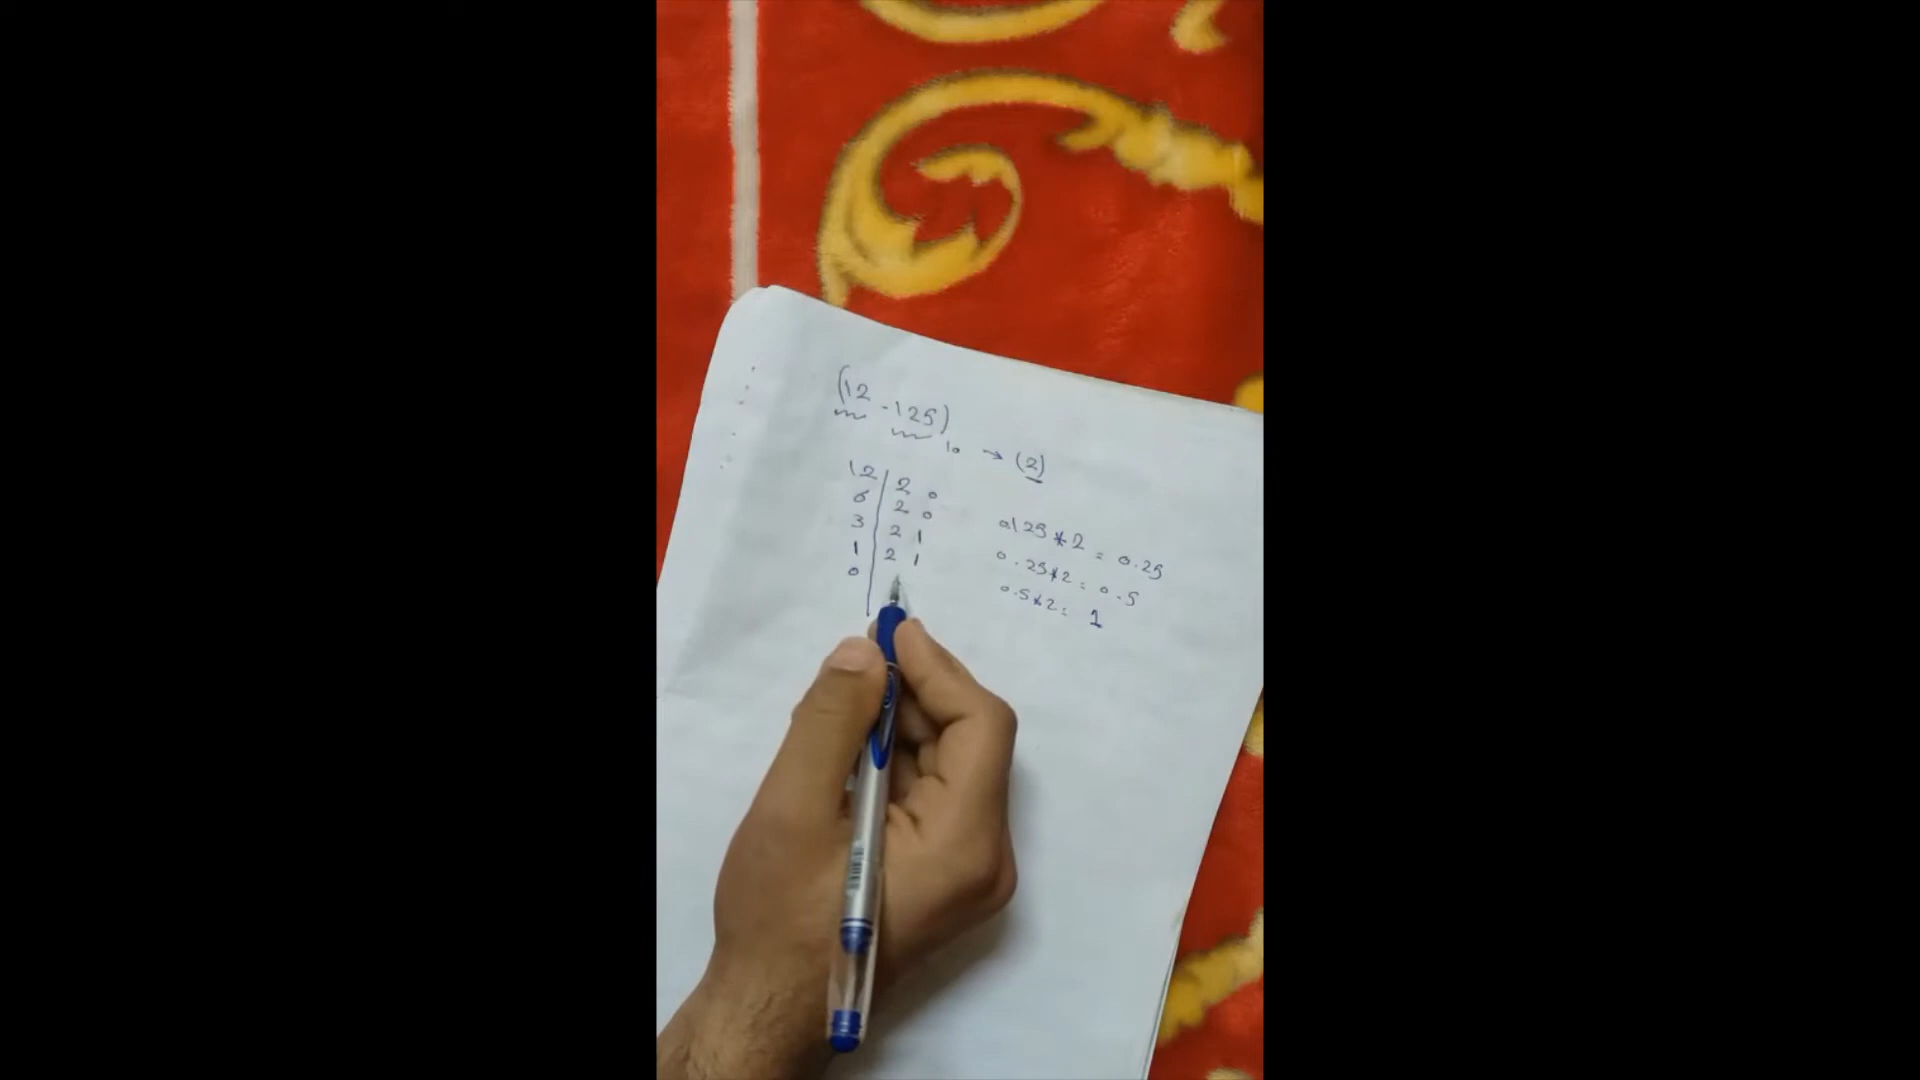 (12 .125)
10 → (2)
12 2 0
6 2 0
3 2 1
1 2 1
0
0.125*2 = 0.25
0.25*2 = 0.5
0.5*2 = 1